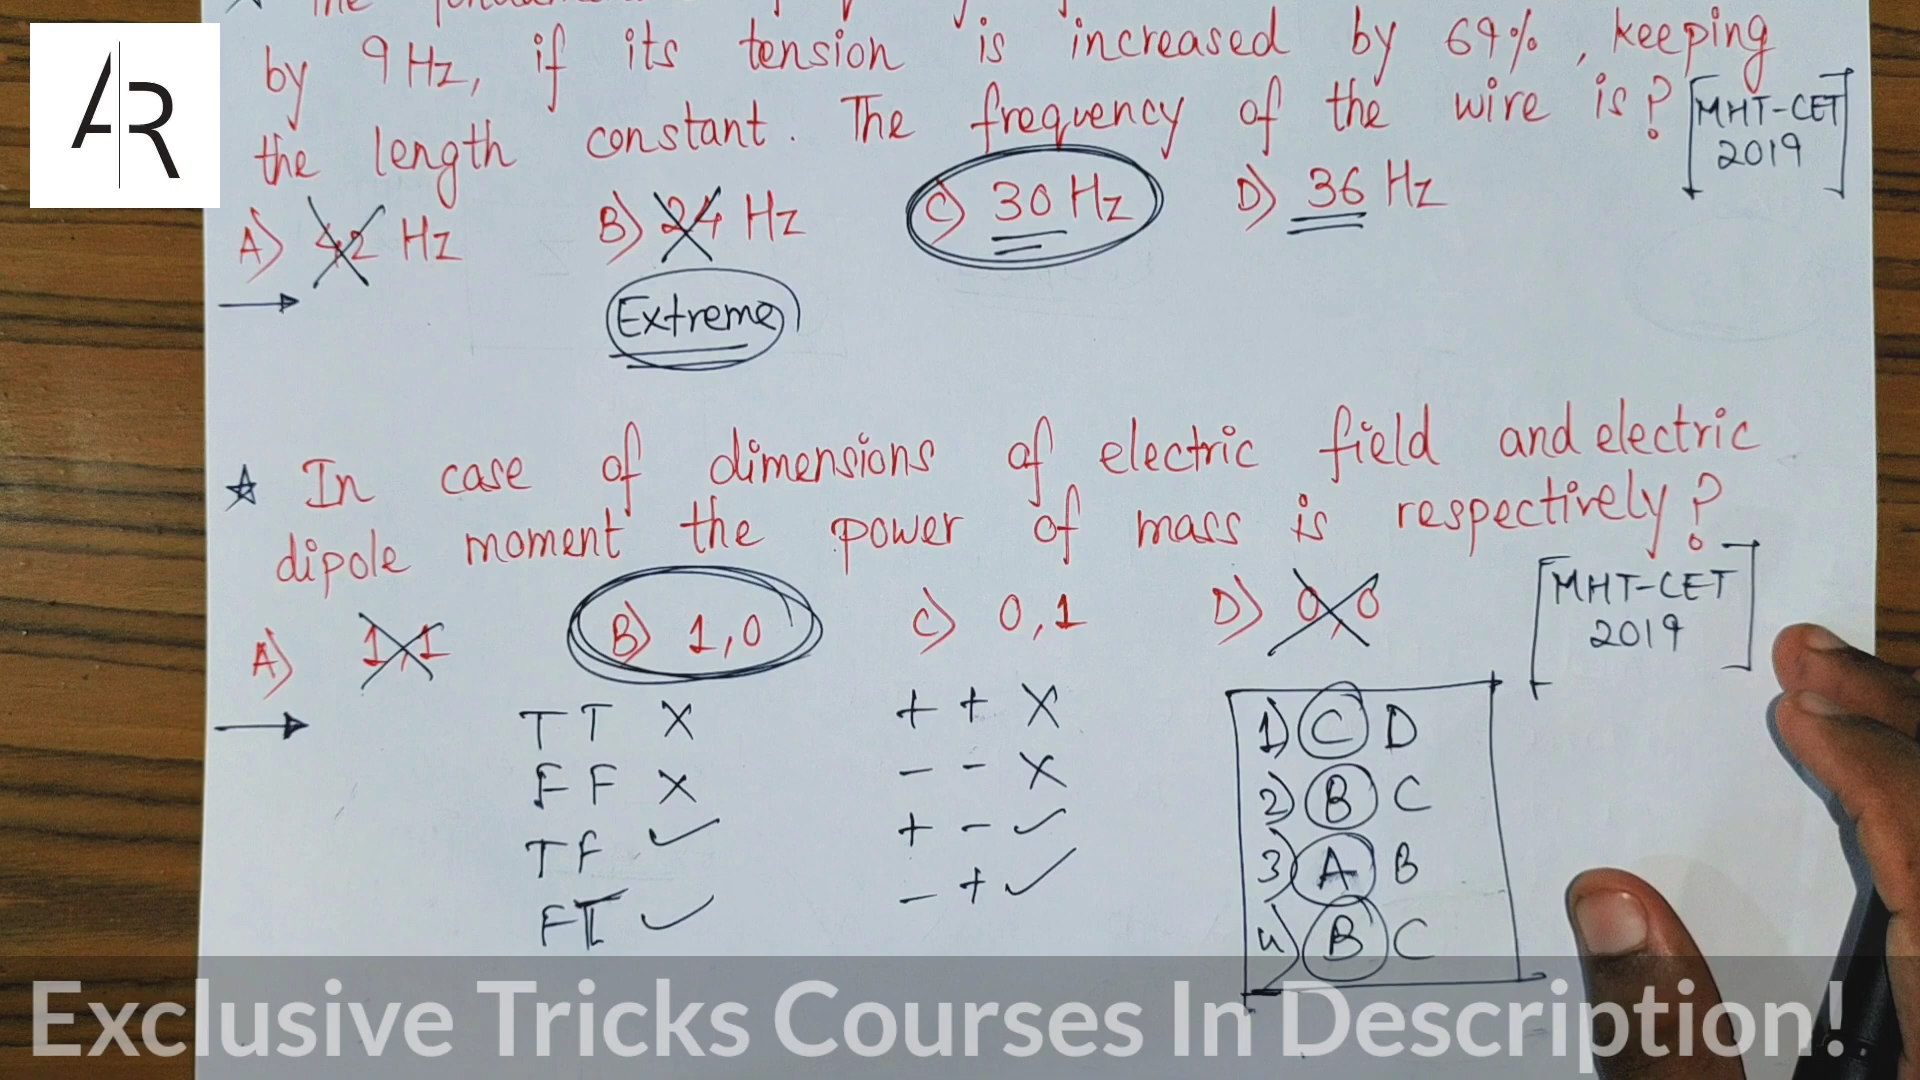 AR
by 9 Hz, if its tension is increased by 69%, keeping
the length constant. The frequency of the wire is?
[MHT-CET
2019]
A) 42 Hz B) 24 Hz C) 30 Hz D) 36 Hz
→ Extreme
☆ In case of dimensions of electric field and electric
dipole moment the power of mass is respectively?
[MHT-CET
2019]
A) 1,1 B) 1,0 C) 0,1 D) 0,0
→
T T X
F F X
T F ✓
F T ✓
+ + X
- - X
+ - ✓
- + ✓
1) C D
2) B C
3) A B
4) B C
Exclusive Tricks Courses In Description!